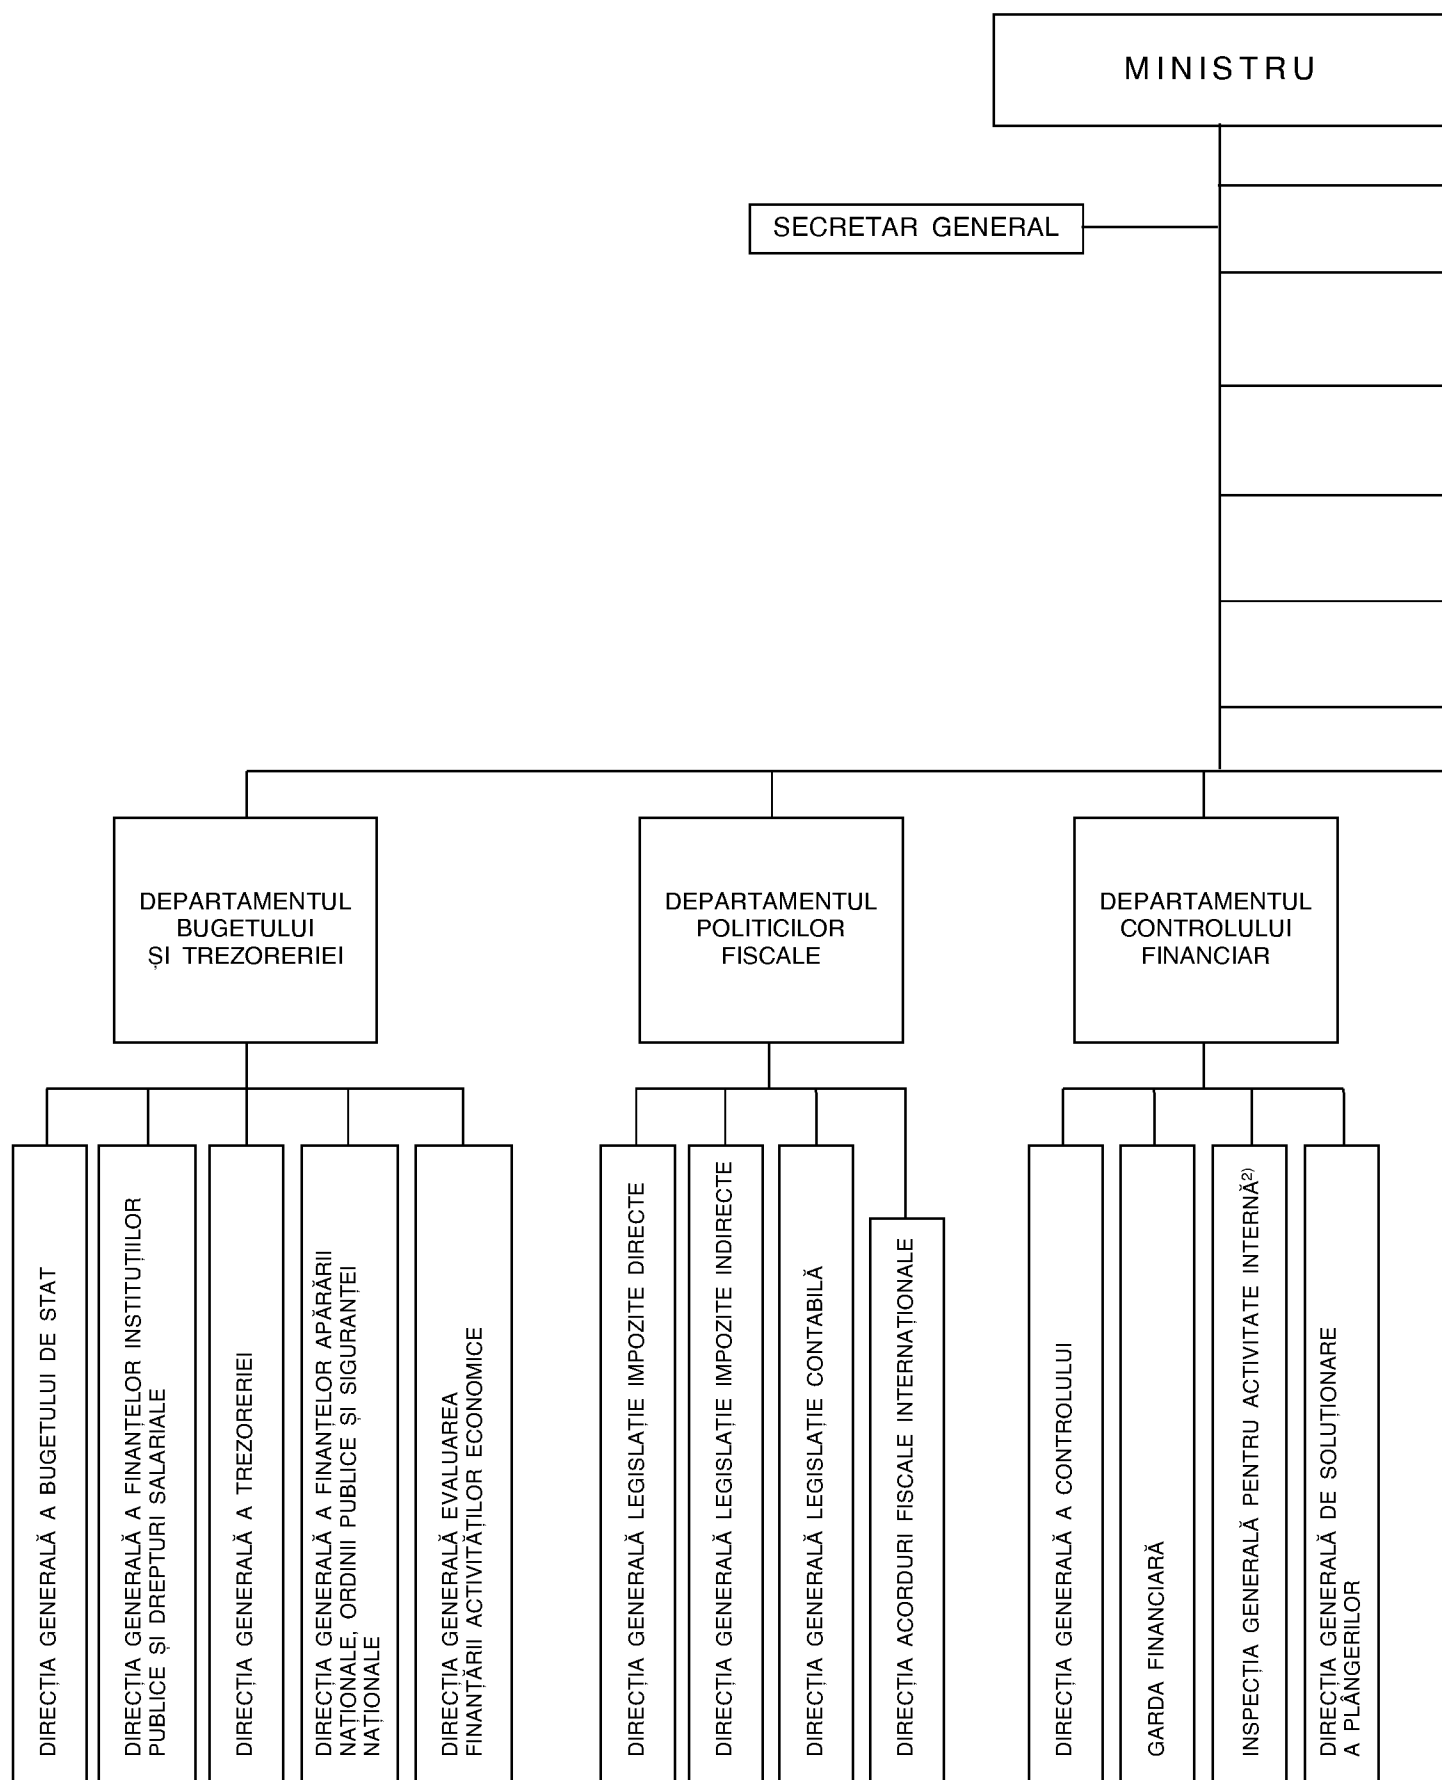 MINISTRU
SECRETAR GENERAL
DEPARTAMENTUL
BUGETULUI
ȘI TREZORERIEI
DEPARTAMENTUL
POLITICILOR
FISCALE
DEPARTAMENTUL
CONTROLULUI
FINANCIAR
DIRECȚIA GENERALĂ A BUGETULUI DE STAT
DIRECȚIA GENERALĂ A FINANȚELOR INSTITUȚIILOR
PUBLICE ȘI DREPTURI SALARIALE
DIRECȚIA GENERALĂ A TREZORERIEI
DIRECȚIA GENERALĂ A FINANȚELOR APĂRĂRII
NAȚIONALE, ORDINII PUBLICE ȘI SIGURANȚEI
NAȚIONALE
DIRECȚIA GENERALĂ EVALUAREA
FINANȚĂRII ACTIVITĂȚILOR ECONOMICE
DIRECȚIA GENERALĂ LEGISLAȚIE IMPOZITE DIRECTE
DIRECȚIA GENERALĂ LEGISLAȚIE IMPOZITE INDIRECTE
DIRECȚIA GENERALĂ LEGISLAȚIE CONTABILĂ
DIRECȚIA ACORDURI FISCALE INTERNAȚIONALE
DIRECȚIA GENERALĂ A CONTROLULUI
GARDA FINANCIARĂ
INSPECȚIA GENERALĂ PENTRU ACTIVITATE INTERNĂ²⁾
DIRECȚIA GENERALĂ DE SOLUȚIONARE
A PLÂNGERILOR